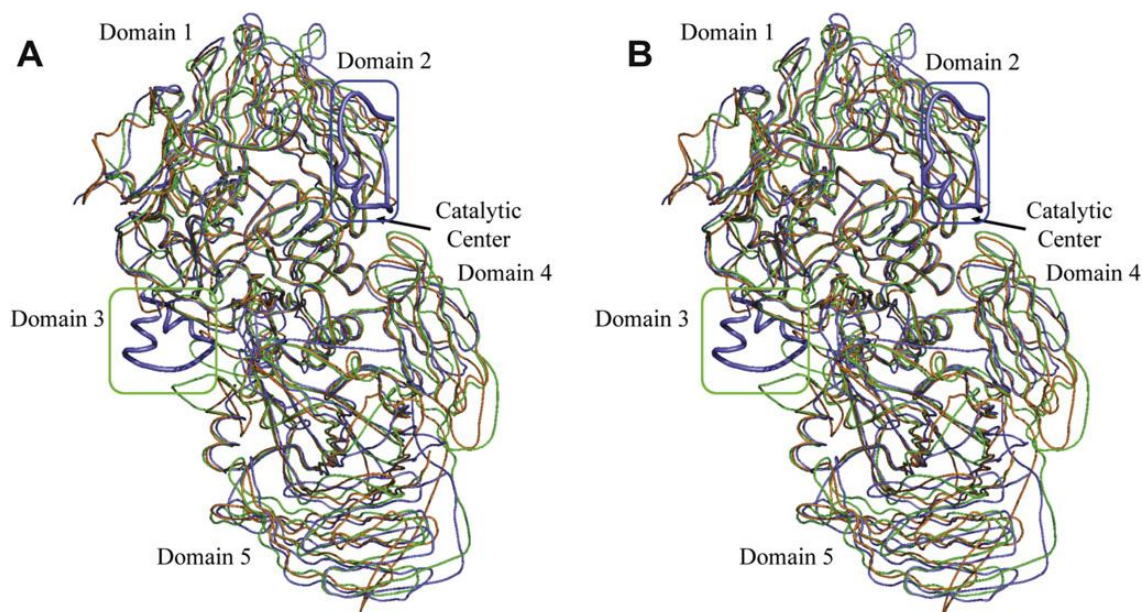 A
Domain 1
Domain 2
Catalytic
Center
Domain 4
Domain 3
Domain 5
B
Domain 1
Domain 2
Catalytic
Center
Domain 4
Domain 3
Domain 5